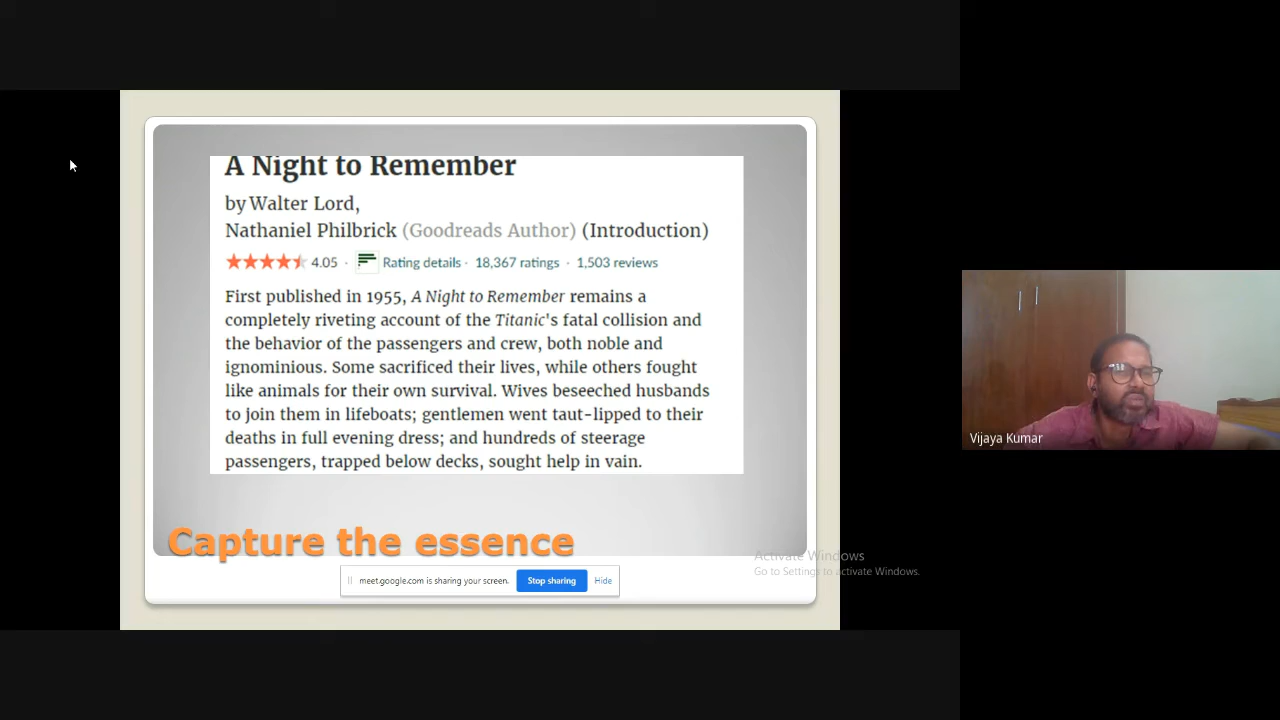 A Night to Remember
by Walter Lord,
Nathaniel Philbrick (Goodreads Author) (Introduction)
4.05 · Rating details · 18,367 ratings · 1,503 reviews
First published in 1955, A Night to Remember remains a
completely riveting account of the Titanic's fatal collision and
the behavior of the passengers and crew, both noble and
ignominious. Some sacrificed their lives, while others fought
like animals for their own survival. Wives beseeched husbands
to join them in lifeboats; gentlemen went taut-lipped to their
deaths in full evening dress; and hundreds of steerage
passengers, trapped below decks, sought help in vain.
Capture the essence
meet.google.com is sharing your screen. Stop sharing Hide
Activate Windows
Go to Settings to activate Windows.
Vijaya Kumar